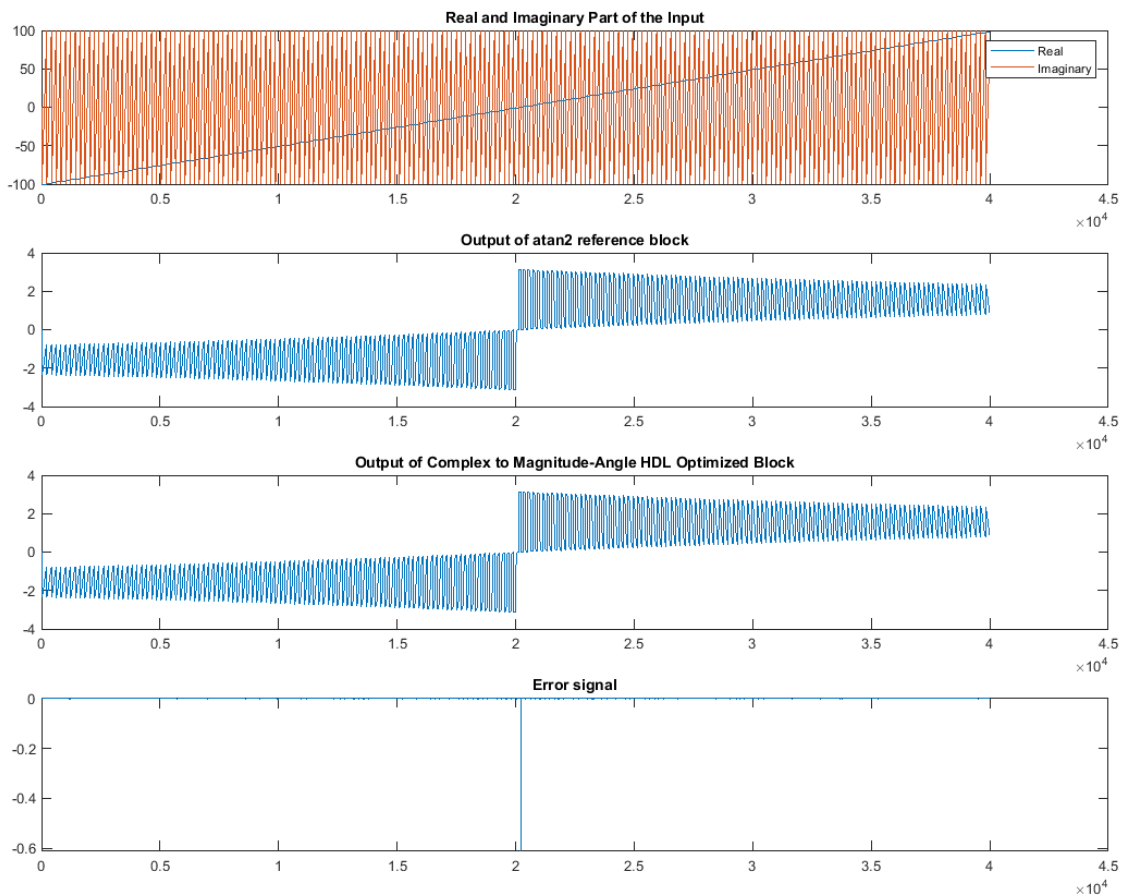 Real and Imaginary Part of the Input
100
50
0
-50
-100
Real
Imaginary
0 0.5 1 1.5 2 2.5 3 3.5 4 4.5
×10^4
Output of atan2 reference block
4
2
0
-2
-4
0 0.5 1 1.5 2 2.5 3 3.5 4 4.5
×10^4
Output of Complex to Magnitude-Angle HDL Optimized Block
4
2
0
-2
-4
0 0.5 1 1.5 2 2.5 3 3.5 4 4.5
×10^4
Error signal
0
-0.2
-0.4
-0.6
0 0.5 1 1.5 2 2.5 3 3.5 4 4.5
×10^4